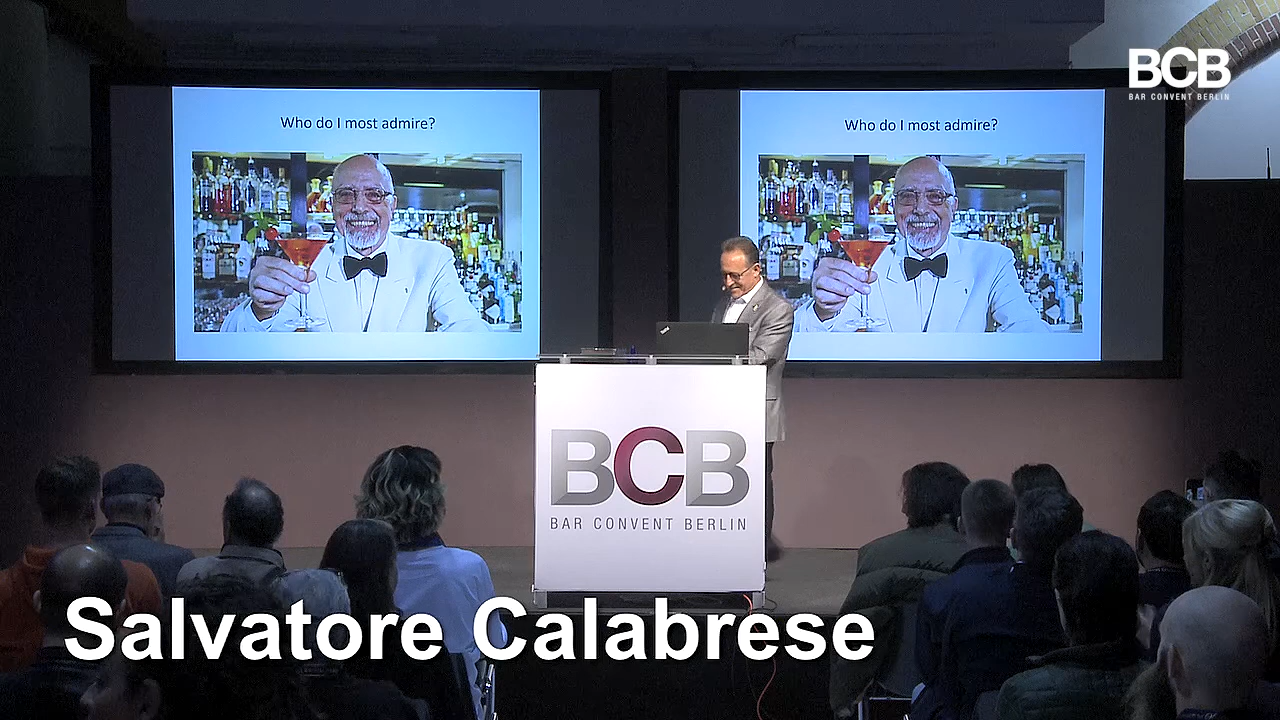 BCB
BAR CONVENT BERLIN
Who do I most admire?
Who do I most admire?
BCB
BAR CONVENT BERLIN
Salvatore Calabrese